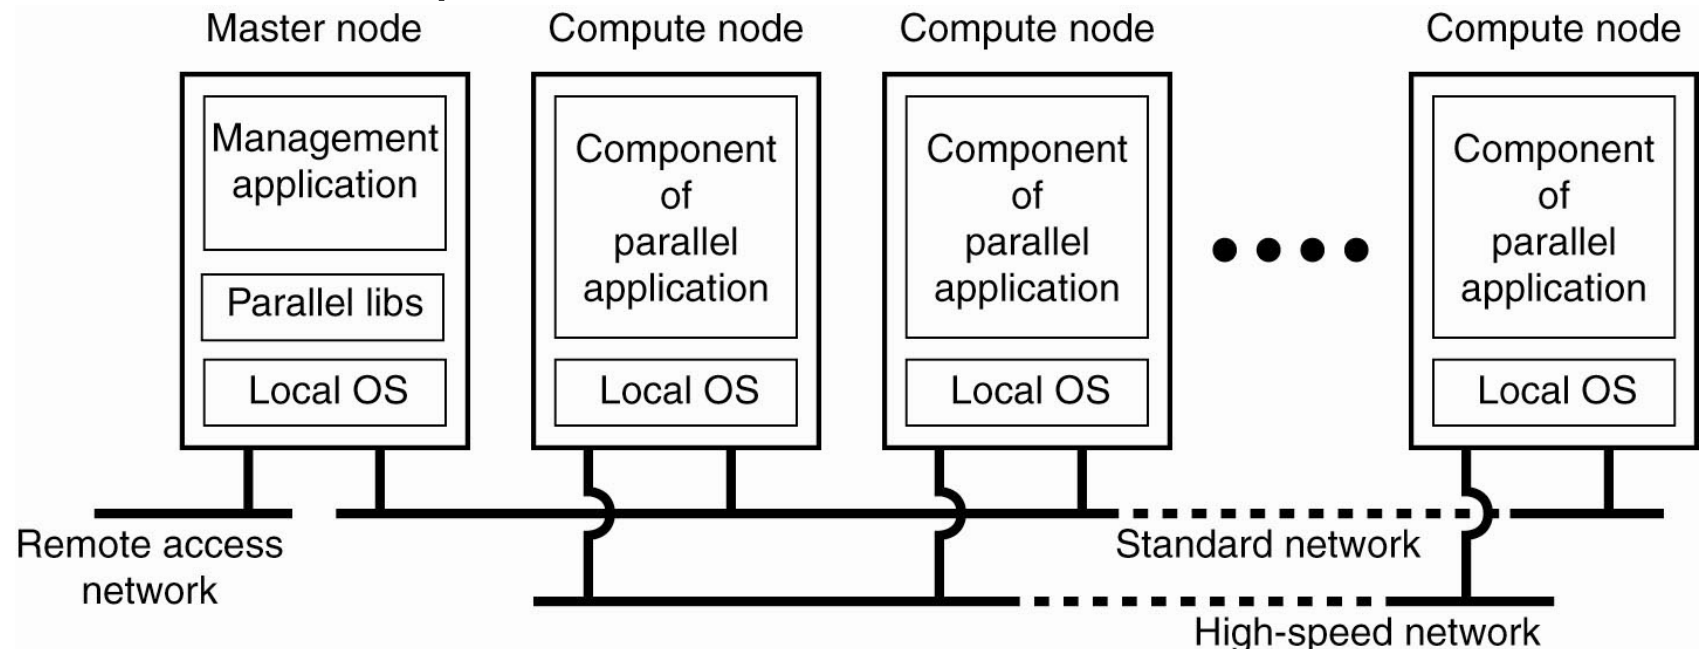 Master node
Compute node
Compute node
Compute node
Management
application
Parallel libs
Local OS
Component
of
parallel
application
Local OS
Component
of
parallel
application
Local OS
Component
of
parallel
application
Local OS
Remote access
network
Standard network
High-speed network